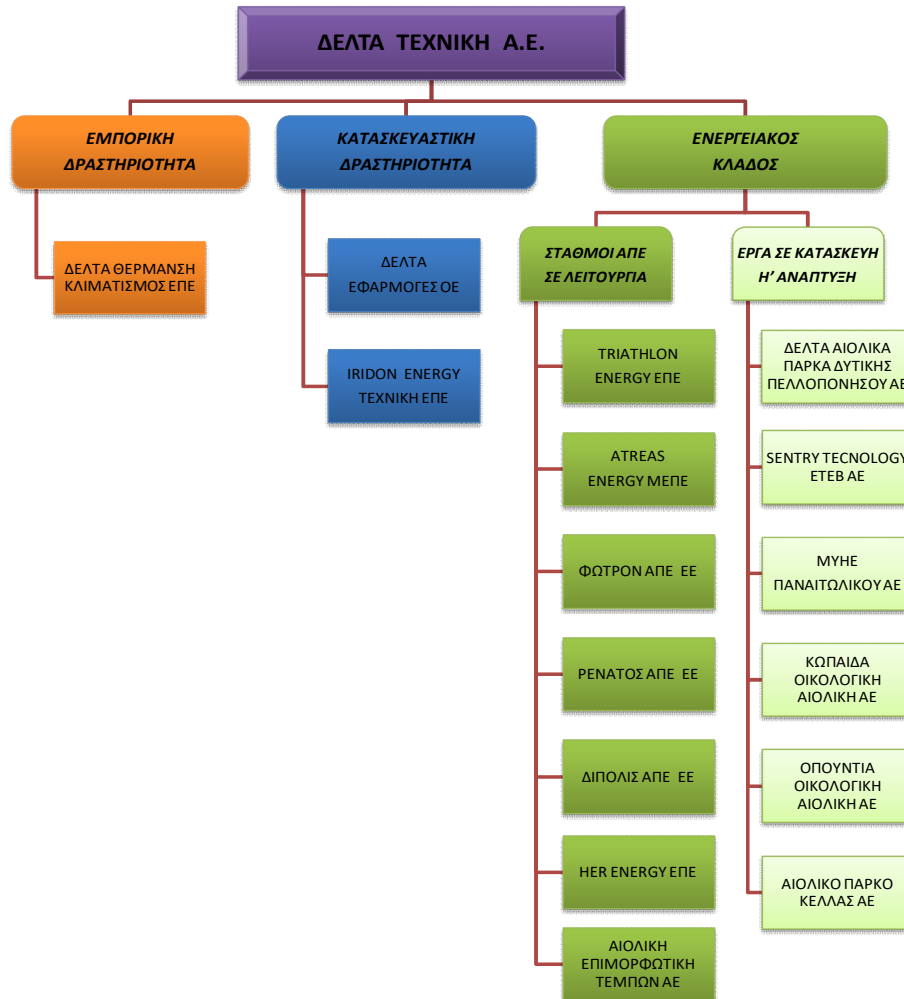 ΔΕΛΤΑ ΤΕΧΝΙΚΗ Α.Ε.
ΕΜΠΟΡΙΚΗ
ΔΡΑΣΤΗΡΙΟΤΗΤΑ
ΚΑΤΑΣΚΕΥΑΣΤΙΚΗ
ΔΡΑΣΤΗΡΙΟΤΗΤΑ
ΕΝΕΡΓΕΙΑΚΟΣ
ΚΛΑΔΟΣ
ΔΕΛΤΑ ΘΕΡΜΑΝΣΗ
ΚΛΙΜΑΤΙΣΜΟΣ ΕΠΕ
ΔΕΛΤΑ
ΕΦΑΡΜΟΓΕΣ ΟΕ
IRIDON ENERGY
ΤΕΧΝΙΚΗ ΕΠΕ
ΣΤΑΘΜΟΙ ΑΠΕ
ΣΕ ΛΕΙΤΟΥΡΓΙΑ
TRIATHLON
ENERGY ΕΠΕ
ATREAS
ENERGY ΜΕΠΕ
ΦΩΤΡΟΝ ΑΠΕ ΕΕ
ΡΕΝΑΤΟΣ ΑΠΕ ΕΕ
ΔΙΠΟΛΙΣ ΑΠΕ ΕΕ
HER ENERGY ΕΠΕ
ΑΙΟΛΙΚΗ
ΕΠΙΜΟΡΦΩΤΙΚΗ
ΤΕΜΠΩΝ ΑΕ
ΕΡΓΑ ΣΕ ΚΑΤΑΣΚΕΥΗ
Η' ΑΝΑΠΤΥΞΗ
ΔΕΛΤΑ ΑΙΟΛΙΚΑ
ΠΑΡΚΑ ΔΥΤΙΚΗΣ
ΠΕΛΛΟΠΟΝΗΣΟΥ ΑΕ
SENTRY TECNOLOGY
ΕΤΕΒ ΑΕ
ΜΥΗΕ
ΠΑΝΑΙΤΩΛΙΚΟΥ ΑΕ
ΚΩΠΑΙΔΑ
ΟΙΚΟΛΟΓΙΚΗ
ΑΙΟΛΙΚΗ ΑΕ
ΟΠΟΥΝΤΙΑ
ΟΙΚΟΛΟΓΙΚΗ
ΑΙΟΛΙΚΗ ΑΕ
ΑΙΟΛΙΚΟ ΠΑΡΚΟ
ΚΕΛΛΑΣ ΑΕ